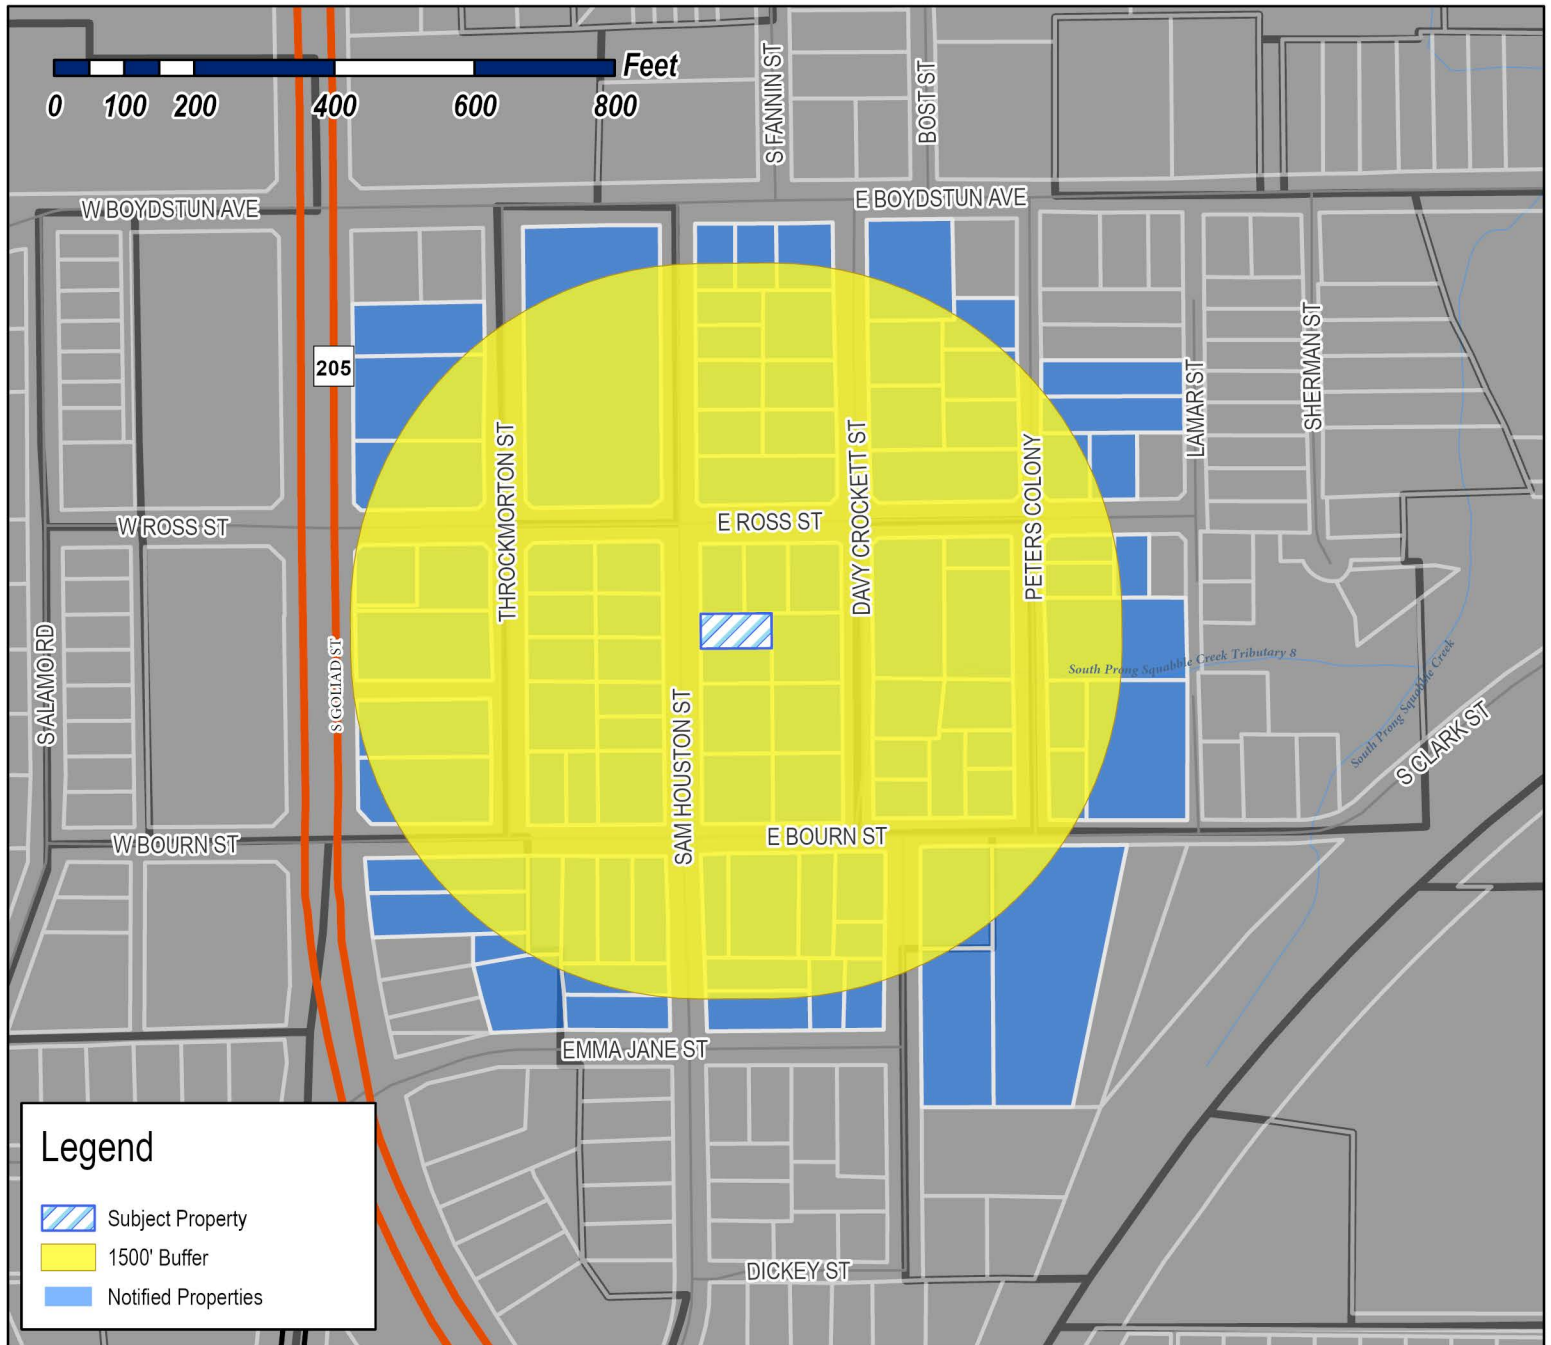 Feet
0 100 200 400 600 800
S FANNIN ST
BOST ST
W BOYDSTUN AVE
E BOYDSTUN AVE
205
THROCKMORTON ST
DAVY CROCKETT ST
PETERS COLONY
LAMAR ST
SHERMAN ST
W ROSS ST
E ROSS ST
S ALAMO RD
S GOLIAD ST
SAM HOUSTON ST
South Prong Squabble Creek Tributary 8
South Prong Squabble Creek
S CLARK ST
W BOURN ST
E BOURN ST
EMMA JANE ST
DICKEY ST
Legend
Subject Property
1500' Buffer
Notified Properties